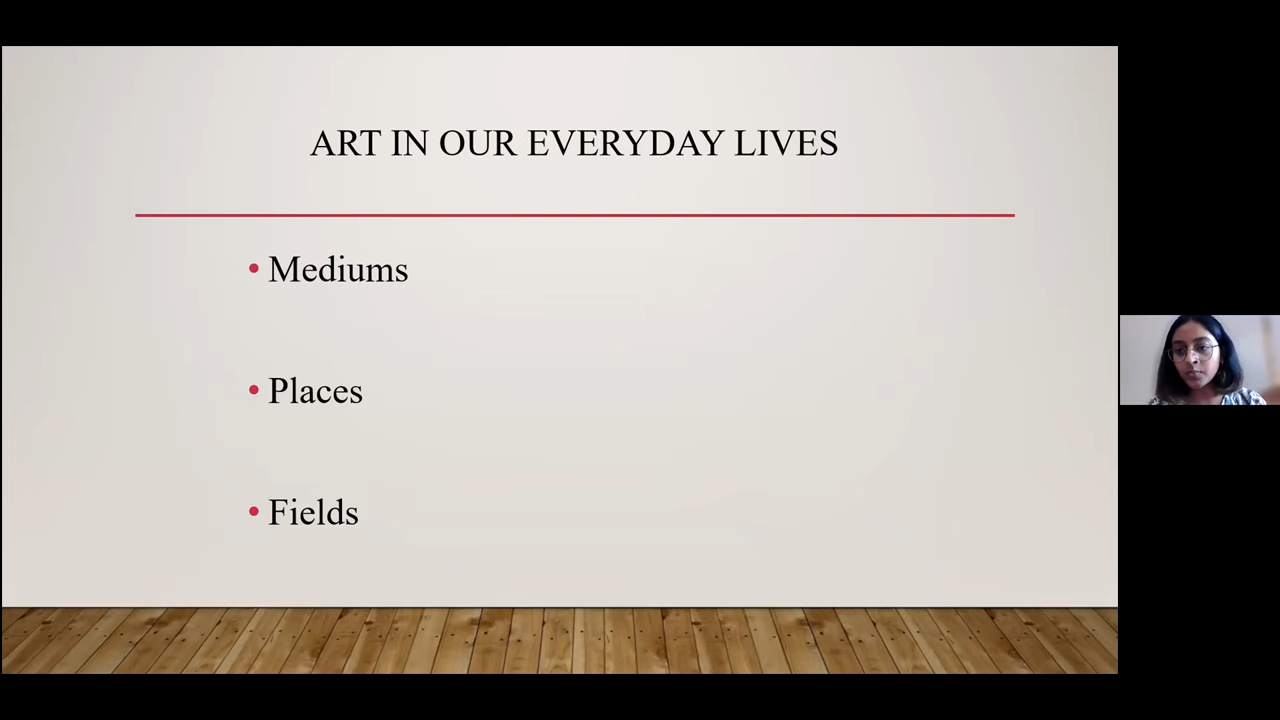 ART IN OUR EVERYDAY LIVES
• Mediums
• Places
• Fields